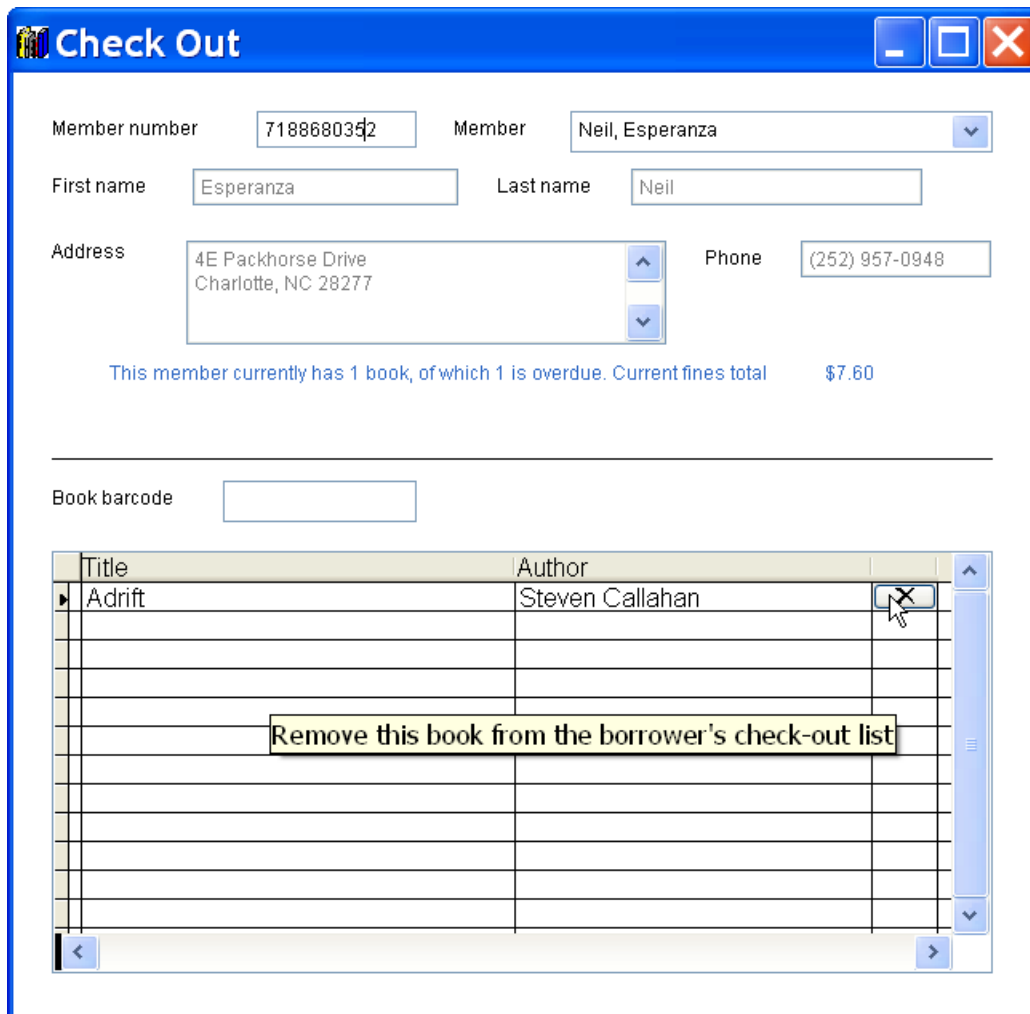 Check Out
Member number 7188680352 Member Neil, Esperanza
First name Esperanza Last name Neil
Address 4E Packhorse Drive Phone (252) 957-0948
Charlotte, NC 28277
This member currently has 1 book, of which 1 is overdue. Current fines total $7.60
Book barcode
Title Author
Adrift Steven Callahan X
Remove this book from the borrower's check-out list